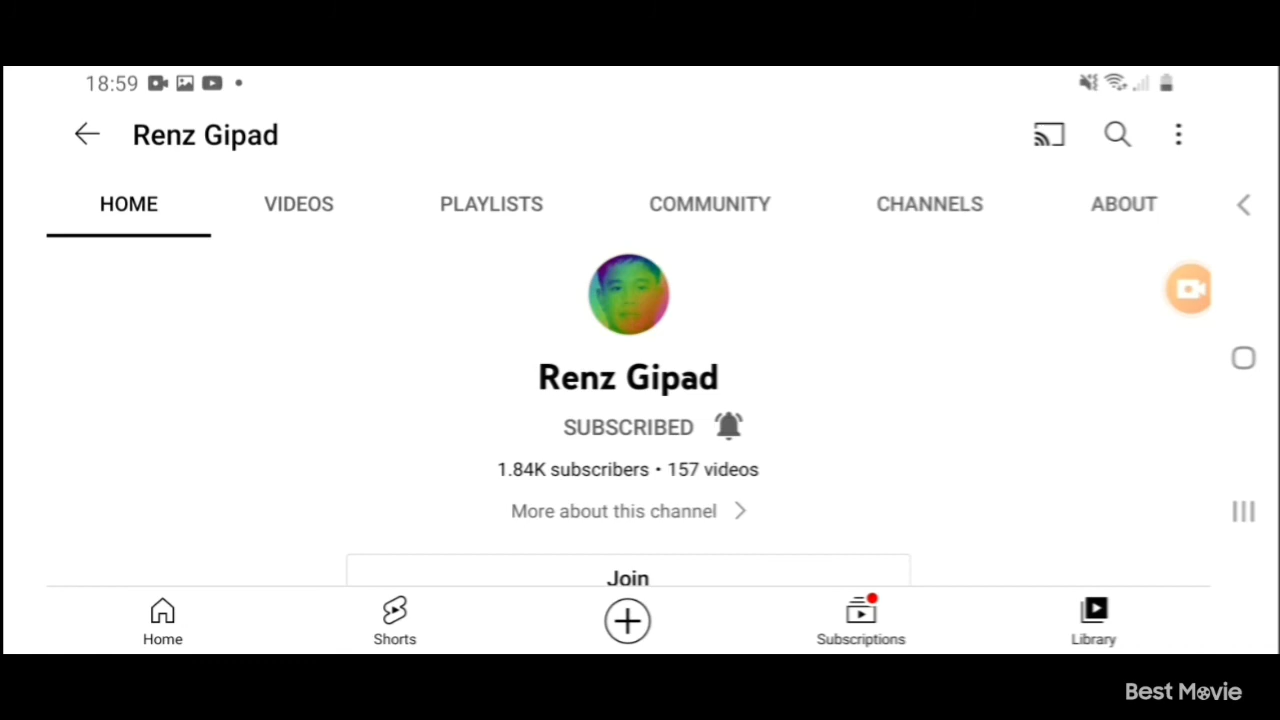 18:59
Renz Gipad
HOME VIDEOS PLAYLISTS COMMUNITY CHANNELS ABOUT
Renz Gipad
SUBSCRIBED
1.84K subscribers • 157 videos
More about this channel
Join
Home Shorts Subscriptions Library
Best Movie